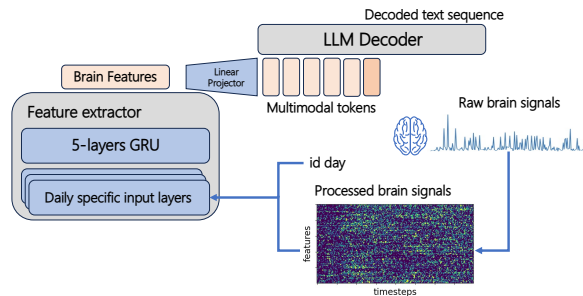 Decoded text sequence
LLM Decoder
Linear
Projector
Brain Features
Multimodal tokens
Feature extractor
5-layers GRU
Daily specific input layers
Raw brain signals
id day
Processed brain signals
features
timesteps